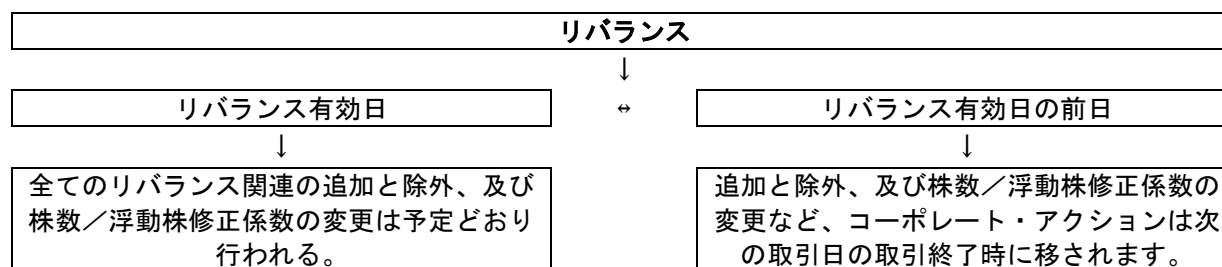 リバランス
↓
リバランス有効日 ↔ リバランス有効日の前日
↓ ↓
全てのリバランス関連の追加と除外、及び
株数／浮動株修正係数の変更は予定どおり
行われる。
追加と除外、及び株数／浮動株修正係数の
変更など、コーポレート・アクションは次
の取引日の取引終了時に移されます。